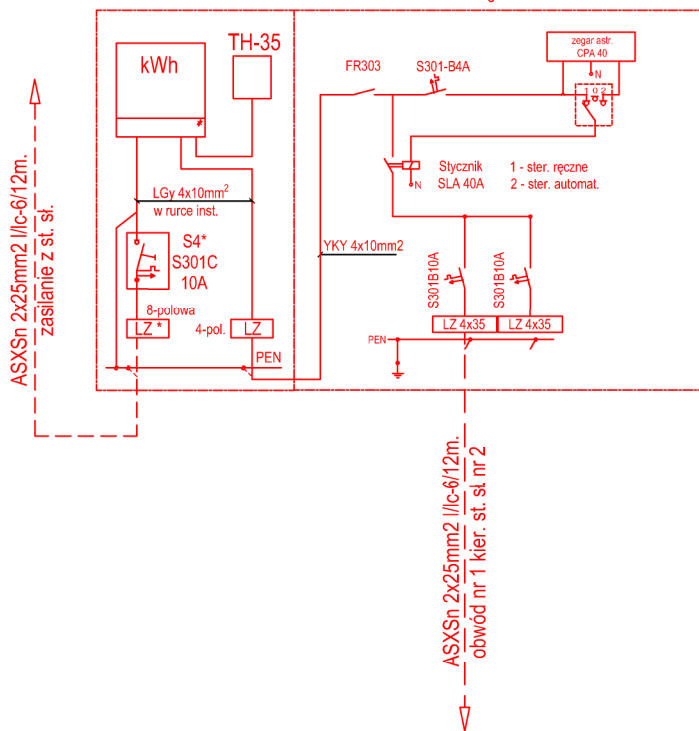 kWh
#
TH-35
zegar astr.
CPA 40
N
FR303
S301-B4A
1 0 2
Stycznik
SLA 40A
N
1 - ster. ręczne
2 - ster. automat.
LGy 4x10mm2
w rurce inst.
S4*
S301C
10A
8-polowa
LZ *
4-pol.
LZ
PEN
YKY 4x10mm2
S301B10A
S301B10A
LZ 4x35
LZ 4x35
PEN
ASXSn 2x25mm2 l/lc-6/12m.
zasilanie z st. sł.
ASXSn 2x25mm2 l/lc-6/12m.
obwód nr 1 kier. st. sł. nr 2